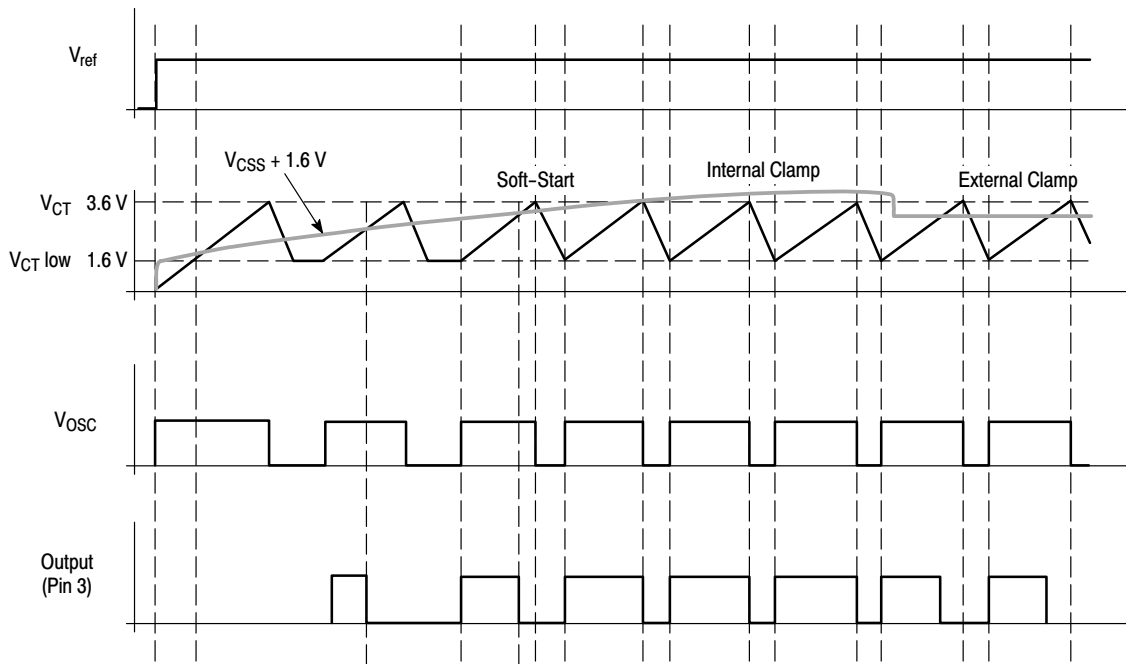 Vref
VCSS + 1.6 V
Soft–Start
Internal Clamp
External Clamp
VCT 3.6 V
VCT low 1.6 V
VOSC
Output
(Pin 3)